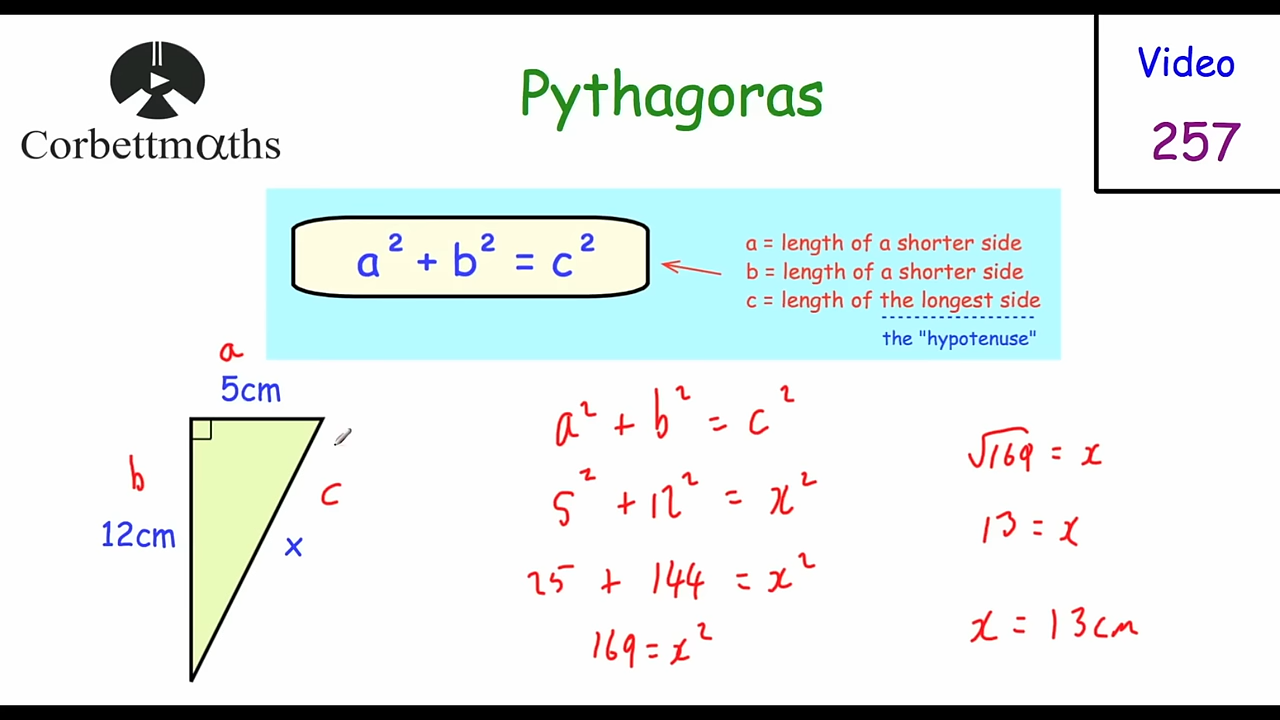 Corbettmαths
Pythagoras
Video
257
a² + b² = c²
a = length of a shorter side
b = length of a shorter side
c = length of the longest side
the "hypotenuse"
a
5cm
b
12cm
c
x
a² + b² = c²
5² + 12² = x²
25 + 144 = x²
169 = x²
√169 = x
13 = x
x = 13cm